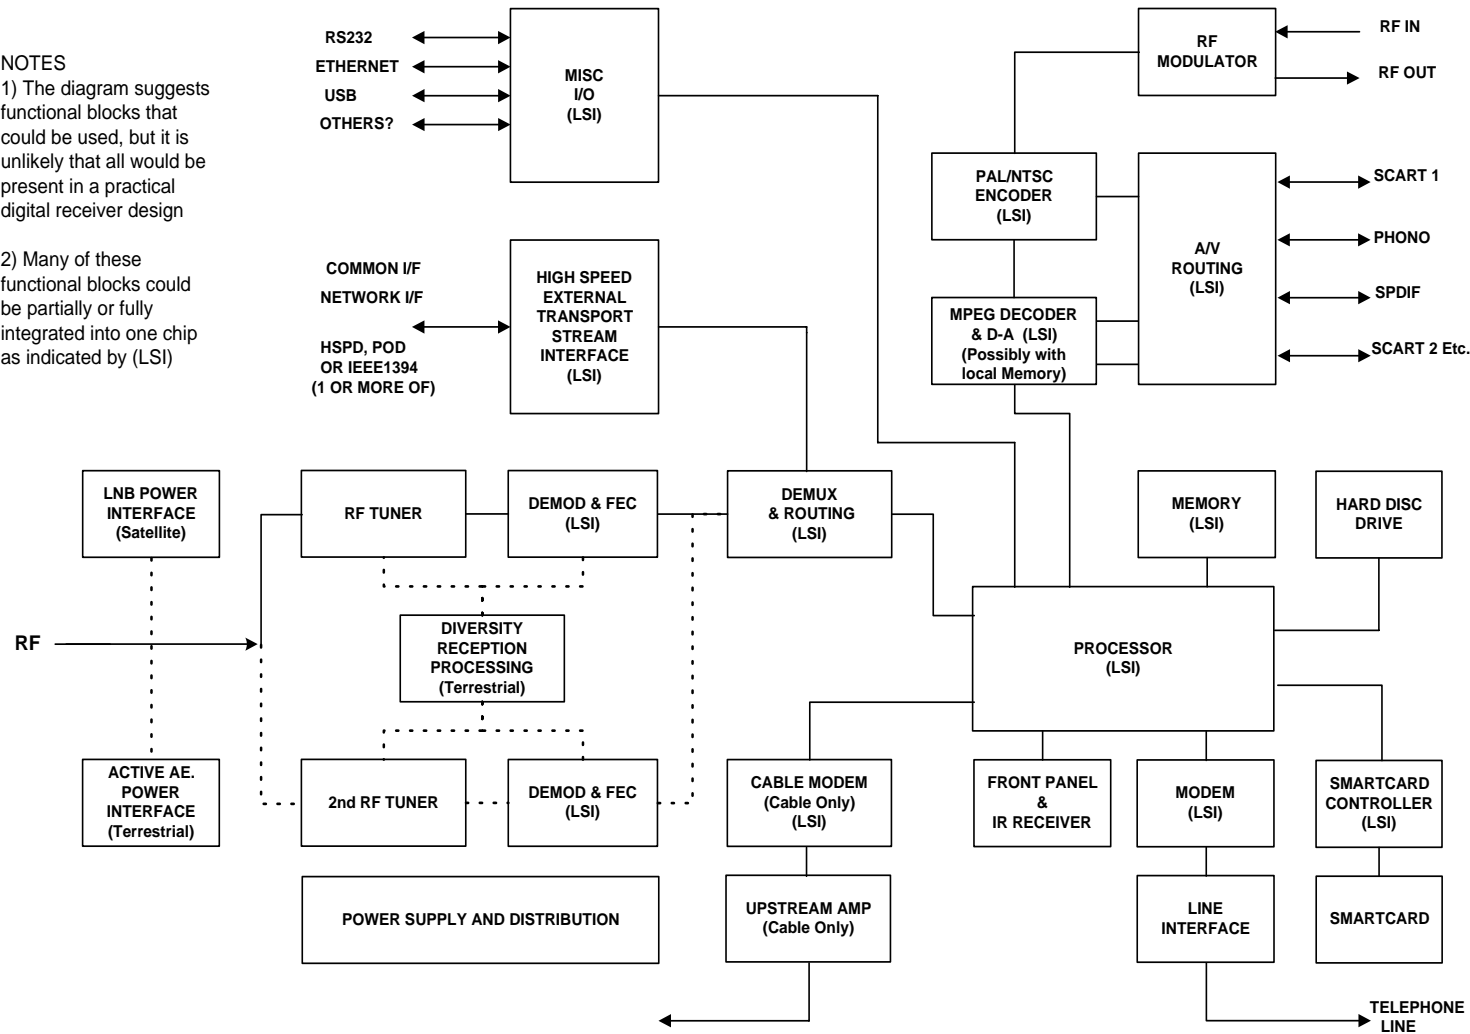 NOTES
1) The diagram suggests
functional blocks that
could be used, but it is
unlikely that all would be
present in a practical
digital receiver design
2) Many of these
functional blocks could
be partially or fully
integrated into one chip
as indicated by (LSI)
RS232
ETHERNET
USB
OTHERS?
MISC
I/O
(LSI)
RF
MODULATOR
RF IN
RF OUT
PAL/NTSC
ENCODER
(LSI)
A/V
ROUTING
(LSI)
SCART 1
PHONO
SPDIF
SCART 2 Etc.
COMMON I/F
NETWORK I/F
HSPD, POD
OR IEEE1394
(1 OR MORE OF)
HIGH SPEED
EXTERNAL
TRANSPORT
STREAM
INTERFACE
(LSI)
MPEG DECODER
& D-A (LSI)
(Possibly with
local Memory)
LNB POWER
INTERFACE
(Satellite)
RF TUNER
DEMOD & FEC
(LSI)
DEMUX
& ROUTING
(LSI)
MEMORY
(LSI)
HARD DISC
DRIVE
RF
DIVERSITY
RECEPTION
PROCESSING
(Terrestrial)
PROCESSOR
(LSI)
ACTIVE AE.
POWER
INTERFACE
(Terrestrial)
2nd RF TUNER
DEMOD & FEC
(LSI)
CABLE MODEM
(Cable Only)
(LSI)
FRONT PANEL
&
IR RECEIVER
MODEM
(LSI)
SMARTCARD
CONTROLLER
(LSI)
POWER SUPPLY AND DISTRIBUTION
UPSTREAM AMP
(Cable Only)
LINE
INTERFACE
SMARTCARD
TELEPHONE
LINE